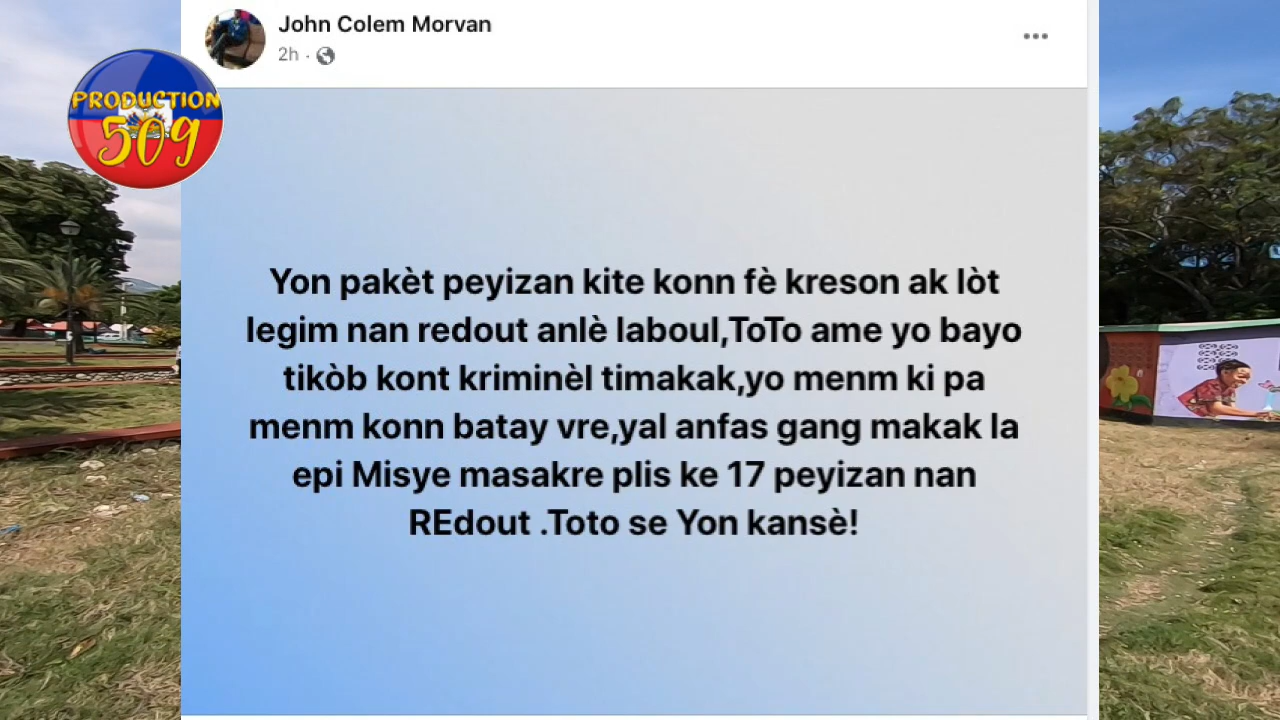 John Colem Morvan
2h ·
PRODUCTION
509
Yon pakèt peyizan kite konn fè kreson ak lòt
legim nan redout anlè laboul,ToTo ame yo bayo
tikòb kont kriminèl timakak,yo menm ki pa
menm konn batay vre,yal anfas gang makak la
epi Misye masakre plis ke 17 peyizan nan
REdout .Toto se Yon kansè!